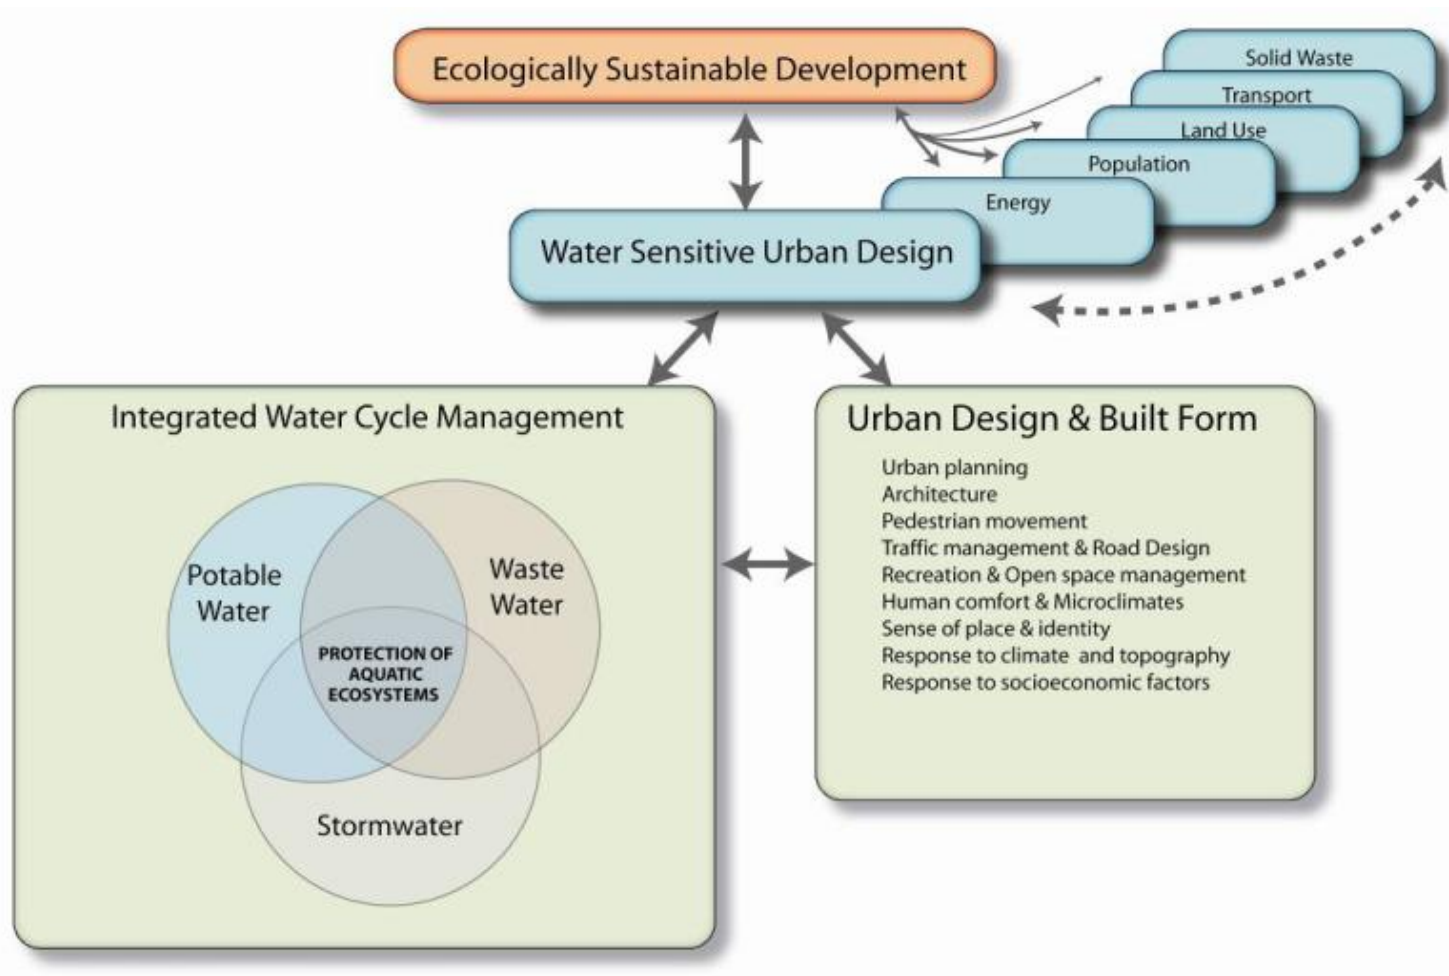 Ecologically Sustainable Development
Solid Waste
Transport
Land Use
Population
Energy
Water Sensitive Urban Design
Integrated Water Cycle Management
Potable
Water
Waste
Water
PROTECTION OF
AQUATIC
ECOSYSTEMS
Stormwater
Urban Design & Built Form
Urban planning
Architecture
Pedestrian movement
Traffic management & Road Design
Recreation & Open space management
Human comfort & Microclimates
Sense of place & identity
Response to climate and topography
Response to socioeconomic factors